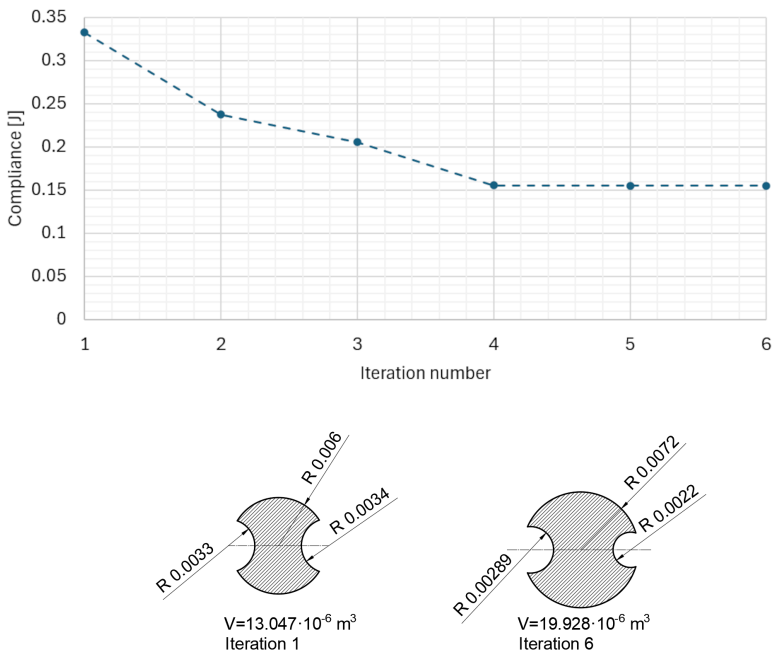 0.35
0.3
0.25
0.2
0.15
0.1
0.05
0
Compliance [J]
1 2 3 4 5 6
Iteration number
R 0.006
R 0.0034
R 0.0033
V=13.047·10⁻⁶ m³
Iteration 1
R 0.0072
R 0.0022
R 0.00289
V=19.928·10⁻⁶ m³
Iteration 6